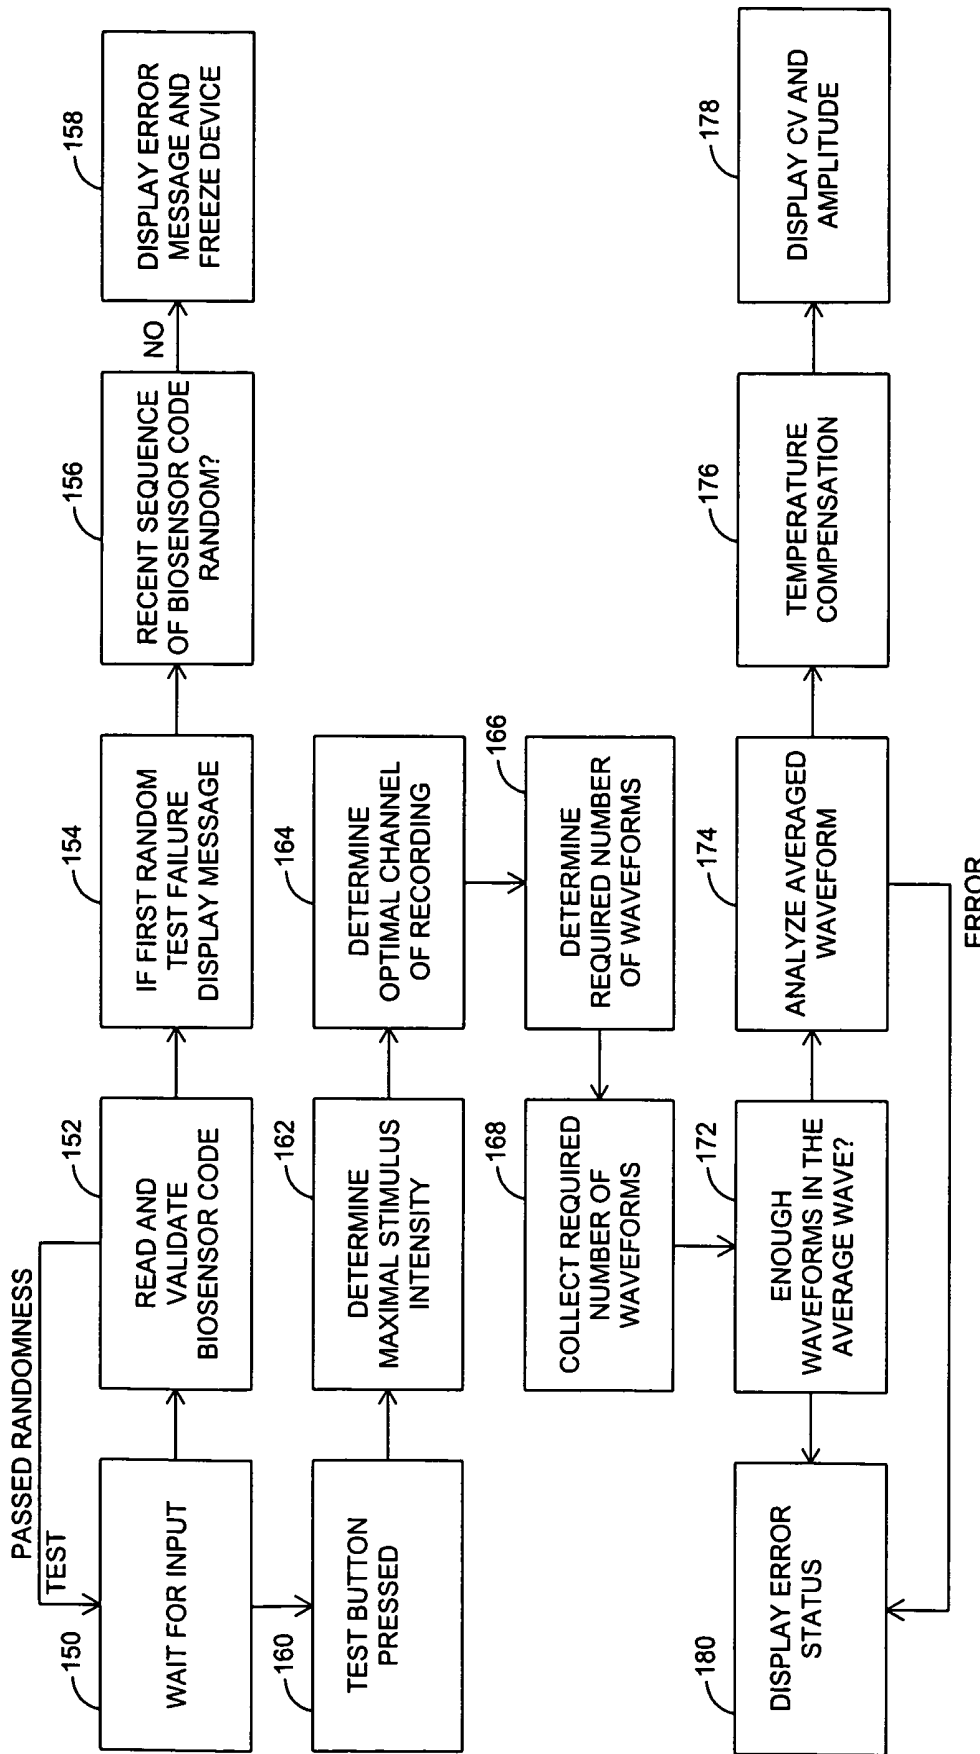 PASSED RANDOMNESS
TEST
150
WAIT FOR INPUT
152
READ AND
VALIDATE
BIOSENSOR CODE
154
IF FIRST RANDOM
TEST FAILURE
DISPLAY MESSAGE
156
RECENT SEQUENCE
OF BIOSENSOR CODE
RANDOM?
NO
158
DISPLAY ERROR
MESSAGE AND
FREEZE DEVICE
160
TEST BUTTON
PRESSED
162
DETERMINE
MAXIMAL STIMULUS
INTENSITY
164
DETERMINE
OPTIMAL CHANNEL
OF RECORDING
166
DETERMINE
REQUIRED NUMBER
OF WAVEFORMS
168
COLLECT REQUIRED
NUMBER OF
WAVEFORMS
172
ENOUGH
WAVEFORMS IN THE
AVERAGE WAVE?
174
ANALYZE AVERAGED
WAVEFORM
176
TEMPERATURE
COMPENSATION
178
DISPLAY CV AND
AMPLITUDE
180
DISPLAY ERROR
STATUS
ERROR